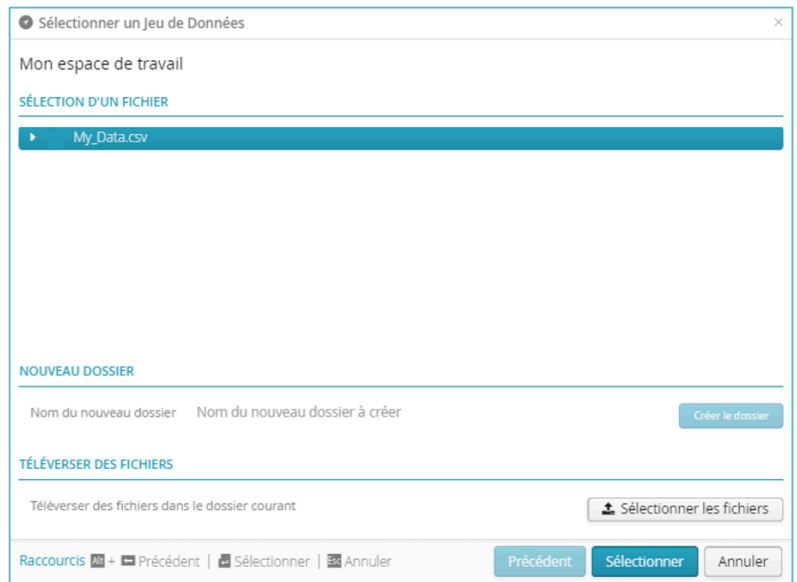 Sélectionner un Jeu de Données
Mon espace de travail
SÉLECTION D'UN FICHIER
My_Data.csv
NOUVEAU DOSSIER
Nom du nouveau dossier Nom du nouveau dossier à créer Créer le dossier
TÉLÉVERSER DES FICHIERS
Téléverser des fichiers dans le dossier courant Sélectionner les fichiers
Raccourcis Alt + Précédent | Sélectionner | Esc Annuler Précédent Sélectionner Annuler